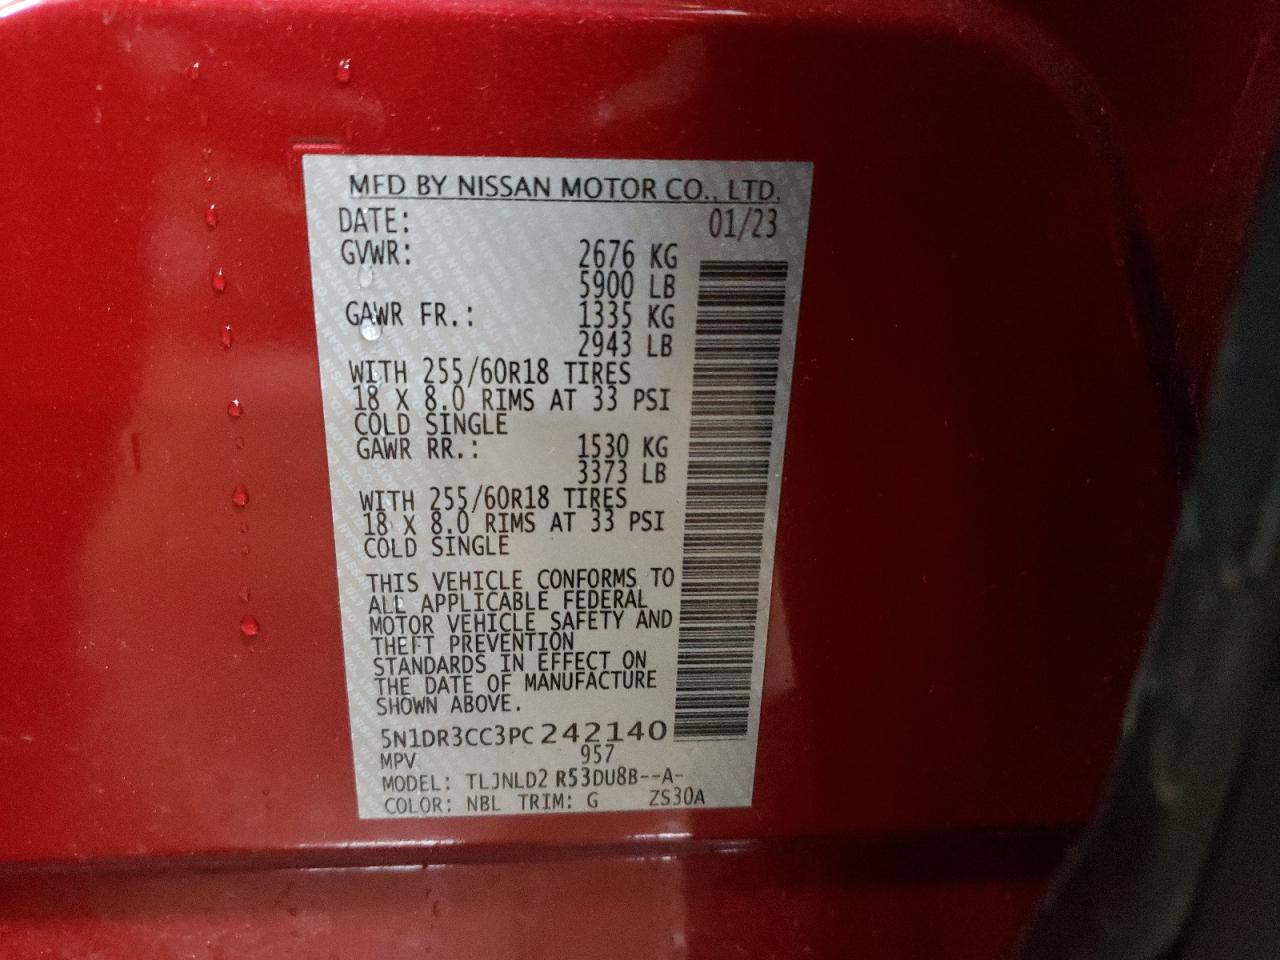 MFD BY NISSAN MOTOR CO., LTD.
DATE: 01/23
GVWR: 2676 KG
5900 LB
GAWR FR.: 1335 KG
2943 LB
WITH 255/60R18 TIRES
18 X 8.0 RIMS AT 33 PSI
COLD SINGLE
GAWR RR.: 1530 KG
3373 LB
WITH 255/60R18 TIRES
18 X 8.0 RIMS AT 33 PSI
COLD SINGLE
THIS VEHICLE CONFORMS TO
ALL APPLICABLE FEDERAL
MOTOR VEHICLE SAFETY AND
THEFT PREVENTION
STANDARDS IN EFFECT ON
THE DATE OF MANUFACTURE
SHOWN ABOVE.
5N1DR3CC3PC242140
MPV 957
MODEL: TLJNLD2 R53DU8B--A-
COLOR: NBL TRIM: G ZS30A